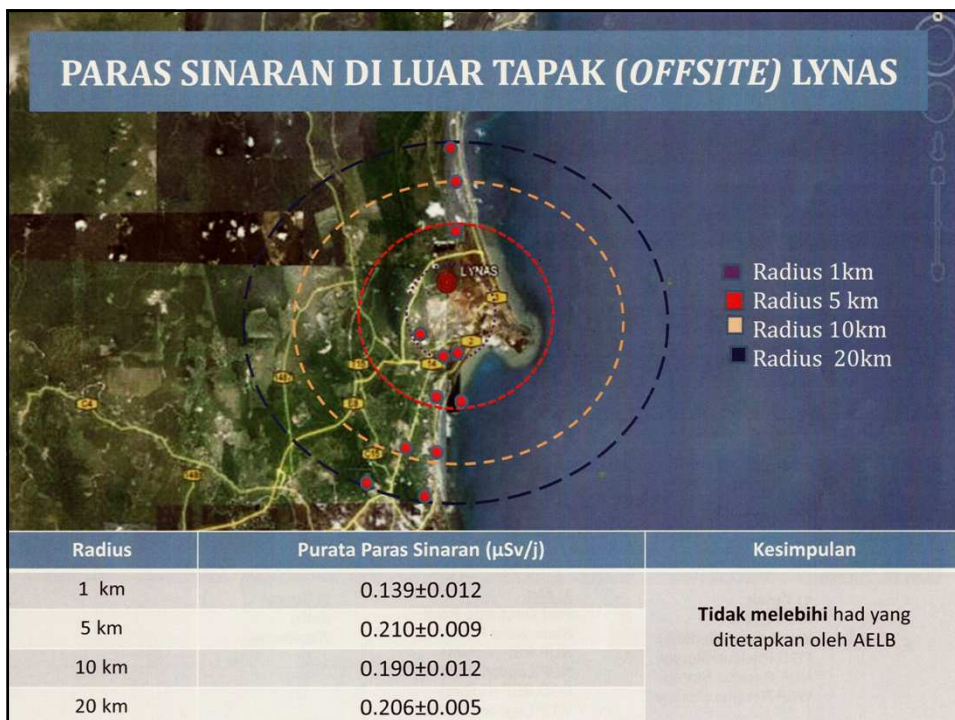 PARAS SINARAN DI LUAR TAPAK (OFFSITE) LYNAS
LYNAS
Radius 1km
Radius 5 km
Radius 10km
Radius 20km
Radius
Purata Paras Sinaran (µSv/j)
Kesimpulan
1 km
0.139±0.012
5 km
0.210±0.009
10 km
0.190±0.012
20 km
0.206±0.005
Tidak melebihi had yang
ditetapkan oleh AELB